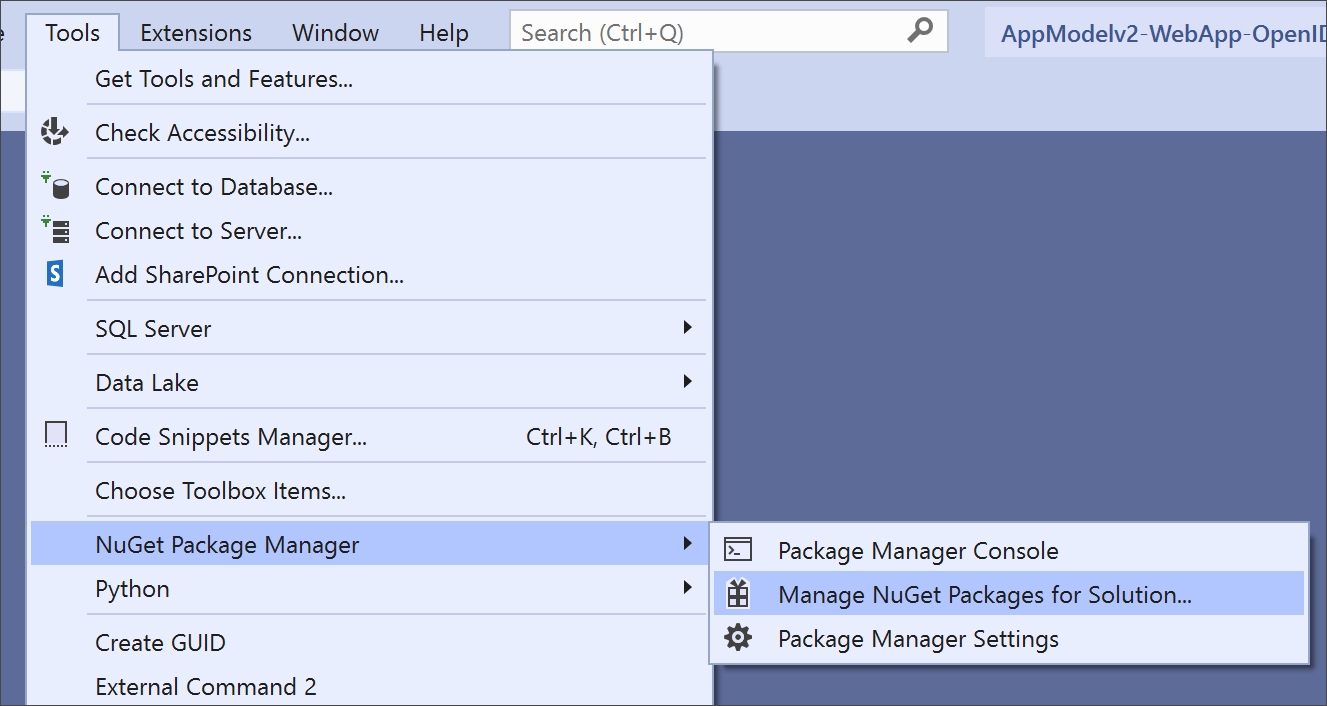 Tools Extensions Window Help Search (Ctrl+Q) AppModelv2-WebApp-OpenID
Get Tools and Features...
Check Accessibility...
Connect to Database...
Connect to Server...
Add SharePoint Connection...
SQL Server
Data Lake
Code Snippets Manager... Ctrl+K, Ctrl+B
Choose Toolbox Items...
NuGet Package Manager
Package Manager Console
Python
Manage NuGet Packages for Solution...
Create GUID
Package Manager Settings
External Command 2